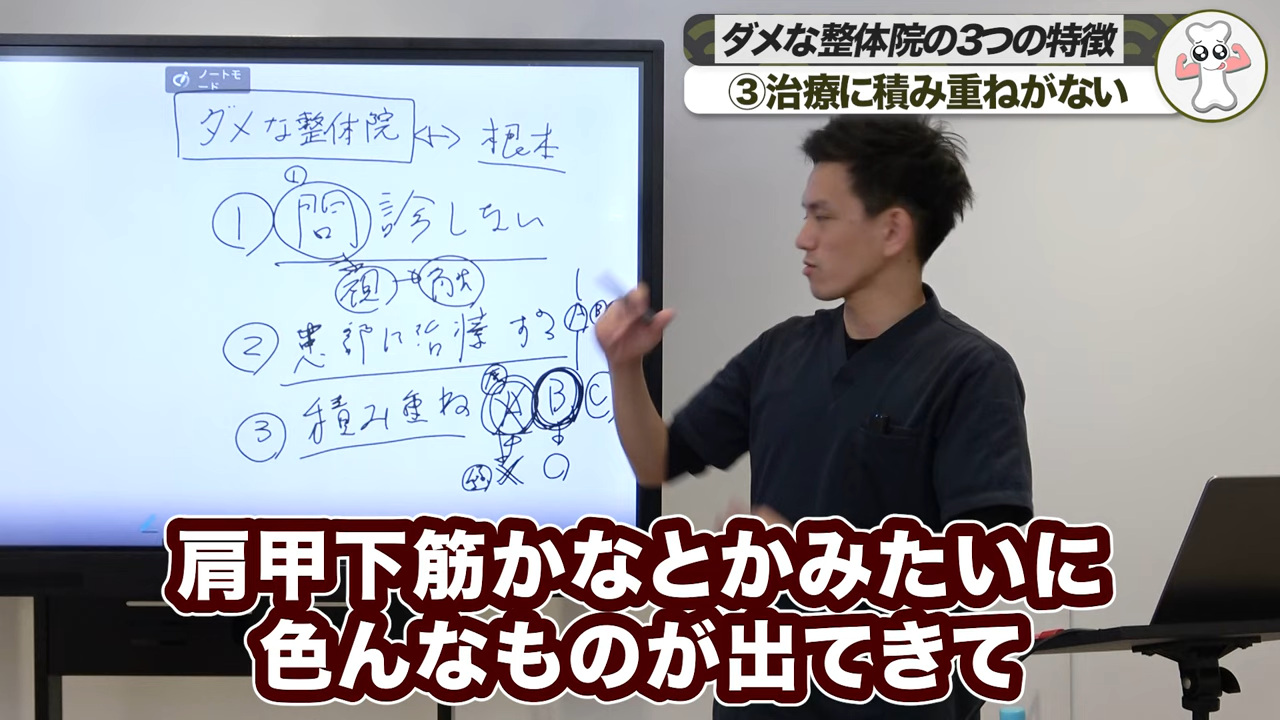 ダメな整体院の3つの特徴
③治療に積み重ねがない
ノートモ
ード
ダメな整体院 ⇔ 根本
①
① 問診しない
視 → 触
② 患部に治療する A B
③ 積み重ね A B C
× ○
肩甲下筋かなとかみたいに
色んなものが出てきて